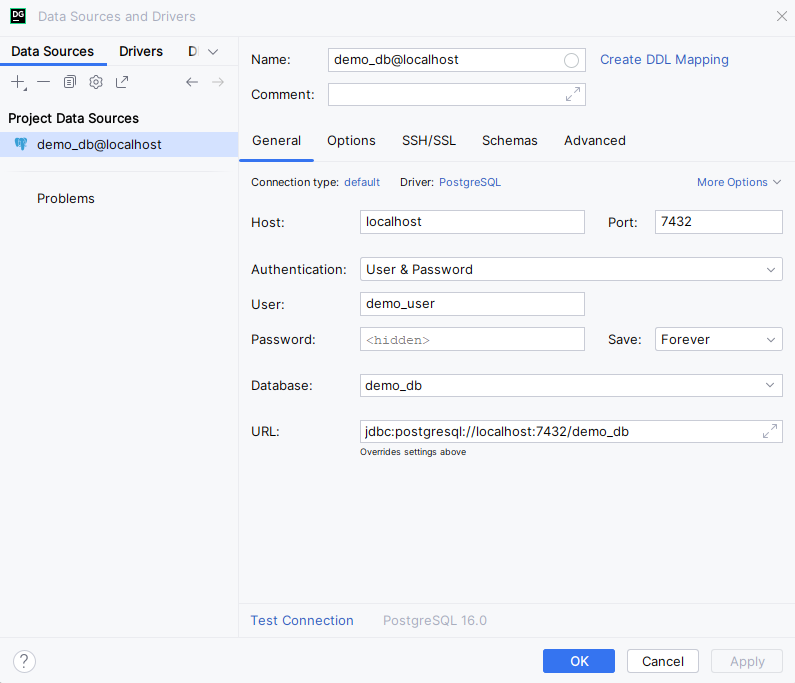 DG Data Sources and Drivers
Data Sources Drivers D
Name: demo_db@localhost Create DDL Mapping
Comment:
Project Data Sources
demo_db@localhost
Problems
General Options SSH/SSL Schemas Advanced
Connection type: default Driver: PostgreSQL More Options
Host: localhost Port: 7432
Authentication: User & Password
User: demo_user
Password: <hidden> Save: Forever
Database: demo_db
URL: jdbc:postgresql://localhost:7432/demo_db
Overrides settings above
Test Connection PostgreSQL 16.0
? OK Cancel Apply